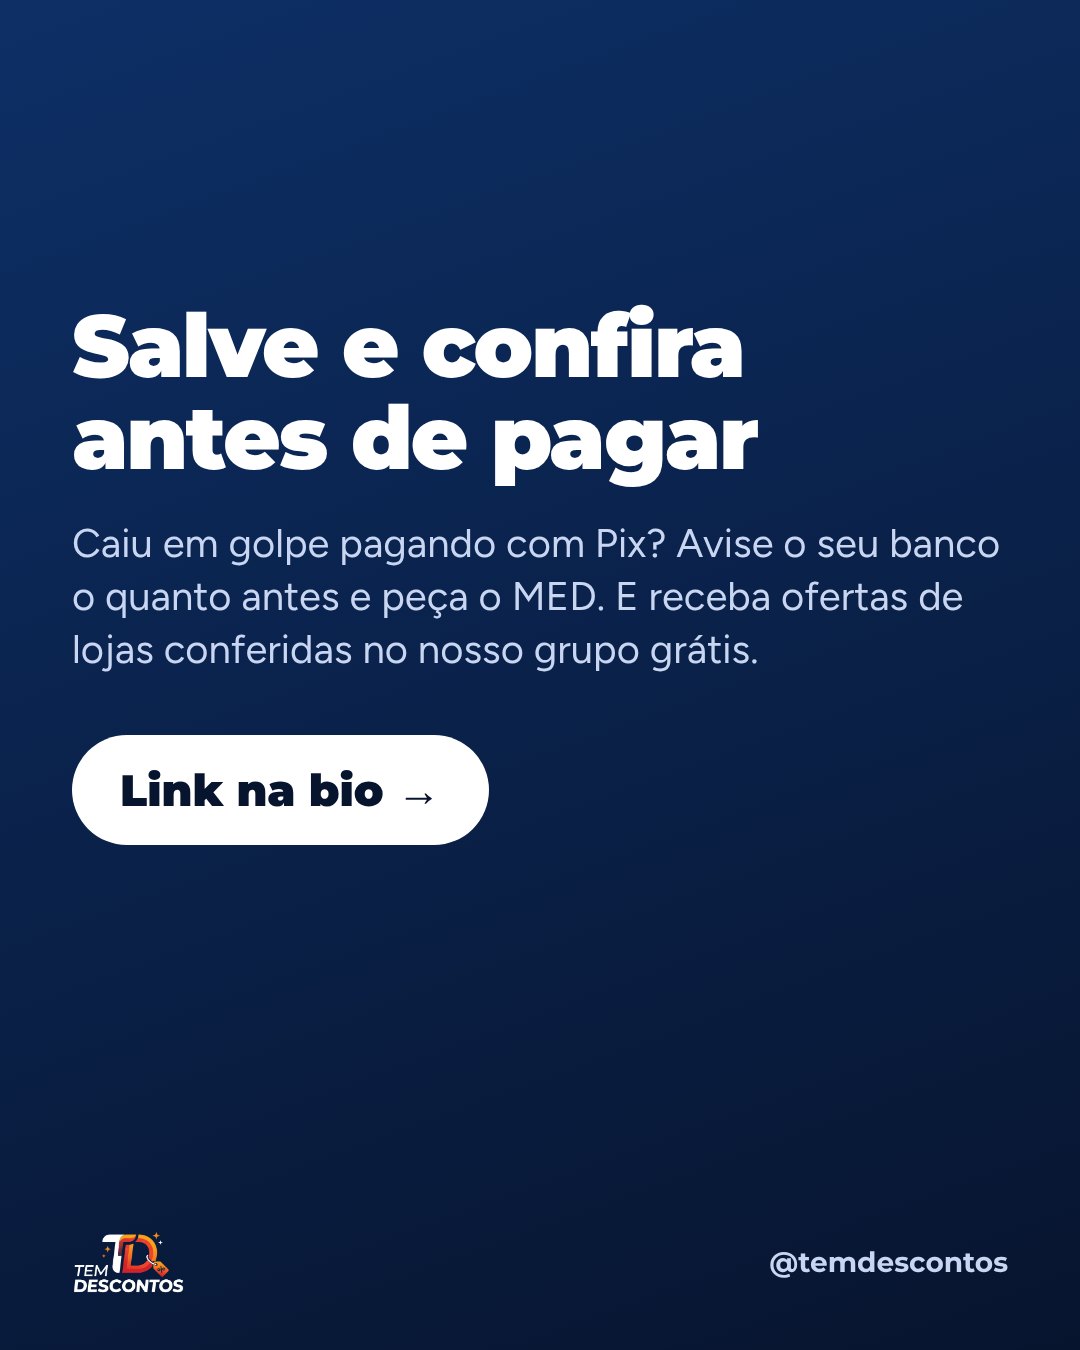 Salve e confira
antes de pagar
Caiu em golpe pagando com Pix? Avise o seu banco
o quanto antes e peça o MED. E receba ofertas de
lojas conferidas no nosso grupo grátis.
Link na bio →
TD
TEM
DESCONTOS
@temdescontos